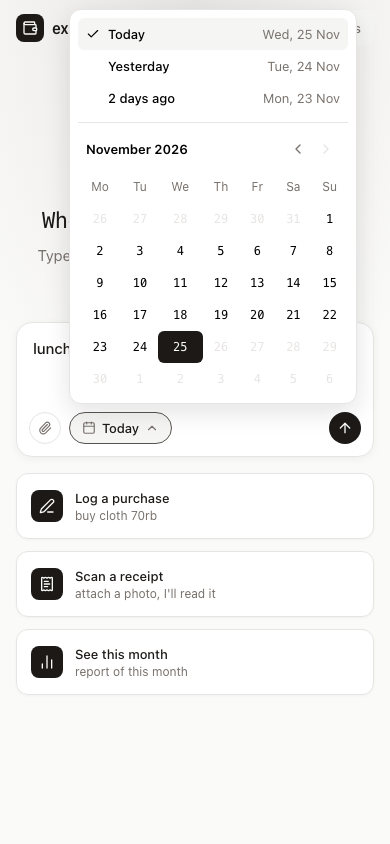 ex
s
Today Wed, 25 Nov
Yesterday Tue, 24 Nov
2 days ago Mon, 23 Nov
November 2026
Mo Tu We Th Fr Sa Su
26 27 28 29 30 31 1
2 3 4 5 6 7 8
9 10 11 12 13 14 15
16 17 18 19 20 21 22
23 24 25 26 27 28 29
30 1 2 3 4 5 6
Wh
Type
lunch
Today
Log a purchase
buy cloth 70rb
Scan a receipt
attach a photo, I'll read it
See this month
report of this month